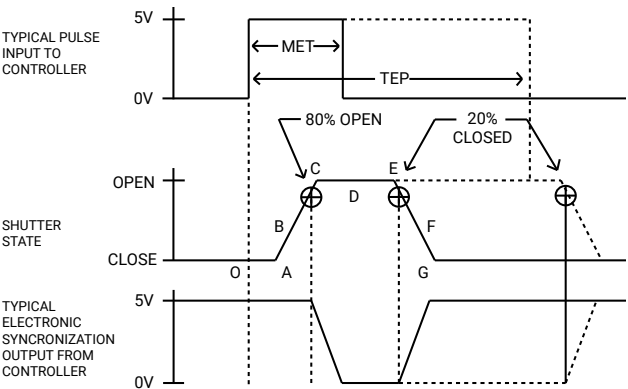 5V
TYPICAL PULSE
INPUT TO
CONTROLLER
MET
TEP
0V
80% OPEN
20%
CLOSED
C
E
OPEN
D
B
F
SHUTTER
STATE
CLOSE
O
A
G
TYPICAL
ELECTRONIC
SYNCRONIZATION
OUTPUT FROM
CONTROLLER
5V
0V